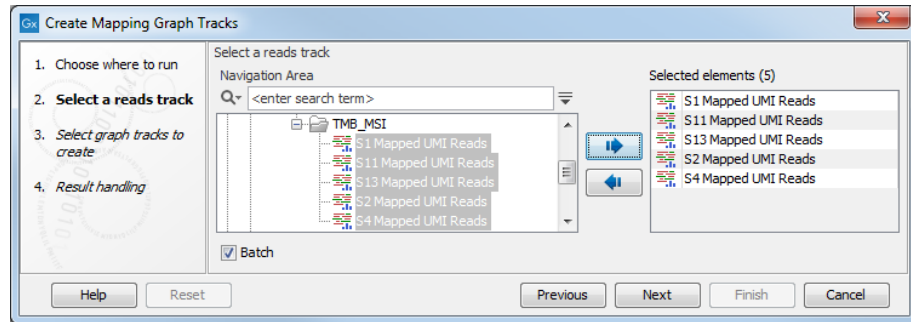 Gx Create Mapping Graph Tracks
1. Choose where to run
2. Select a reads track
3. Select graph tracks to
create
4. Result handling
Select a reads track
Navigation Area
<enter search term>
TMB_MSI
S1 Mapped UMI Reads
S11 Mapped UMI Reads
S13 Mapped UMI Reads
S2 Mapped UMI Reads
S4 Mapped UMI Reads
Batch
Selected elements (5)
S1 Mapped UMI Reads
S11 Mapped UMI Reads
S13 Mapped UMI Reads
S2 Mapped UMI Reads
S4 Mapped UMI Reads
Help
Reset
Previous
Next
Finish
Cancel